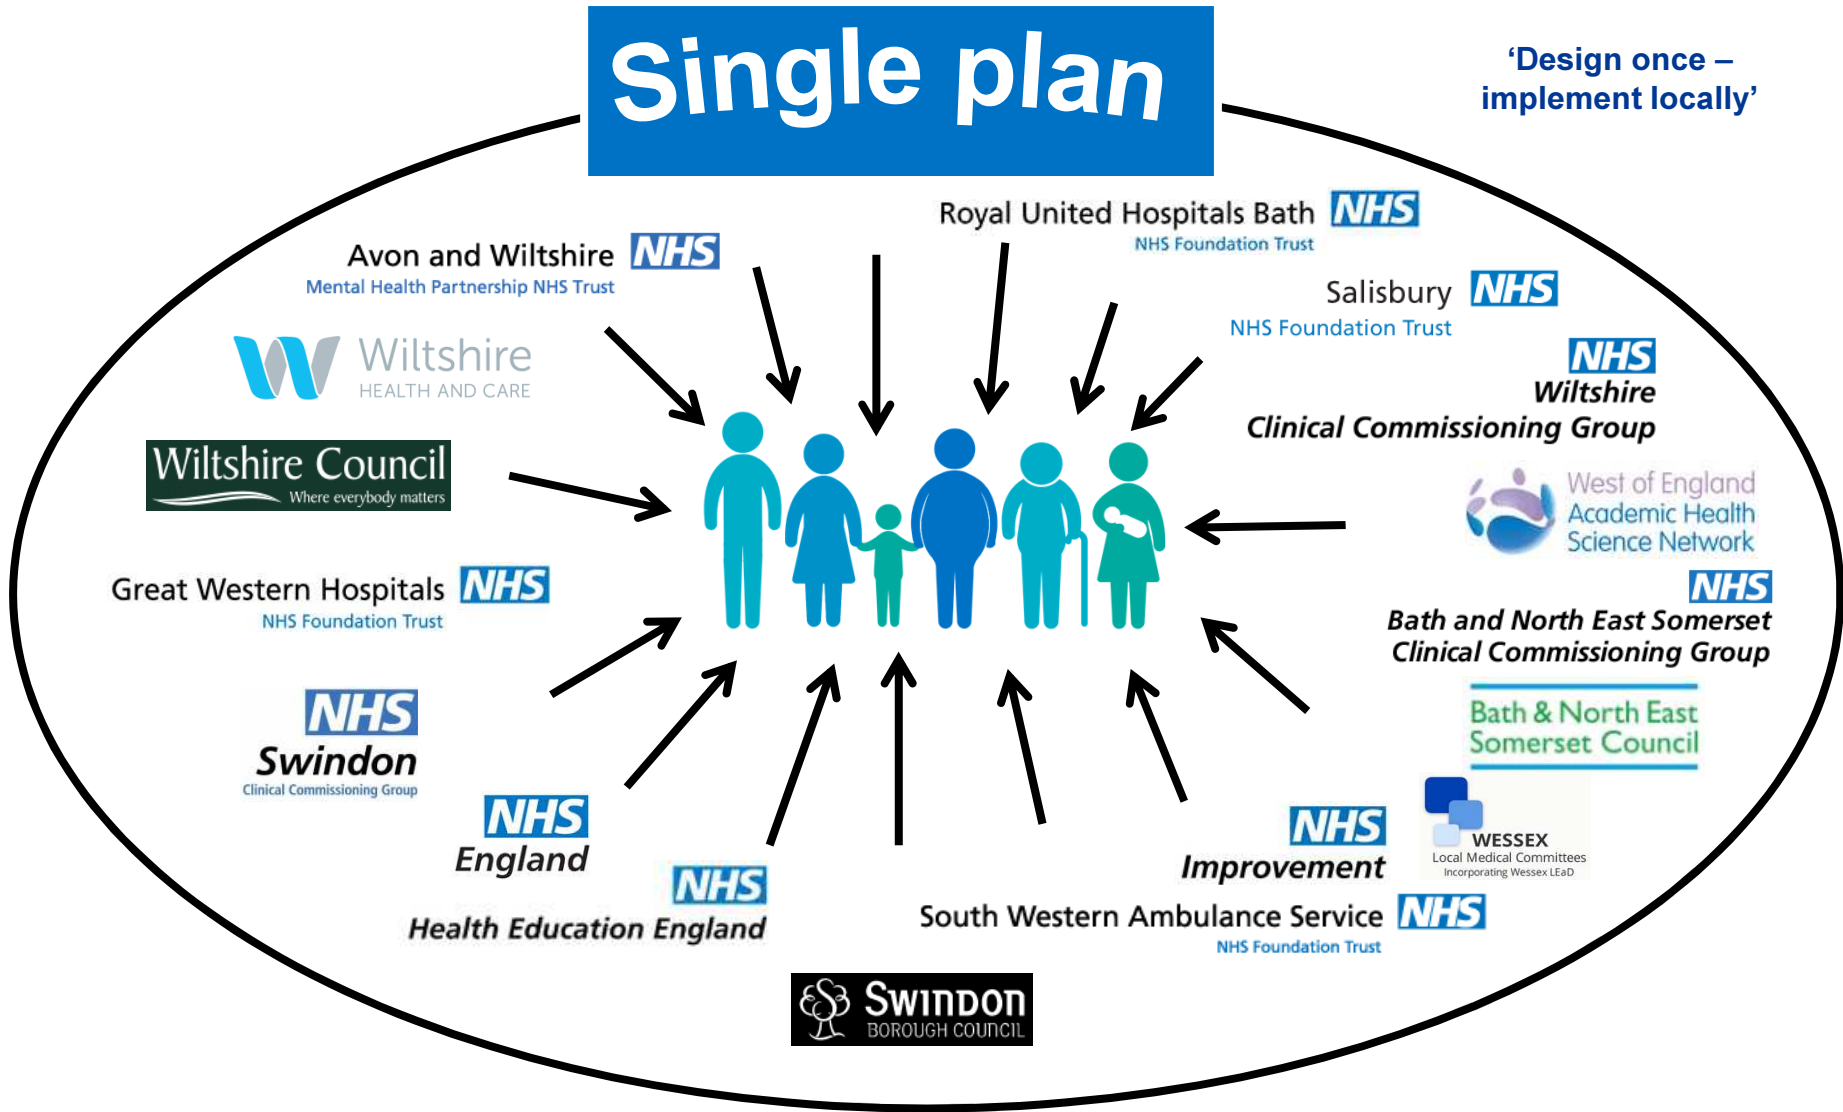 Single plan
‘Design once –
implement locally’
Royal United Hospitals Bath NHS
NHS Foundation Trust
Avon and Wiltshire NHS
Mental Health Partnership NHS Trust
Salisbury NHS
NHS Foundation Trust
Wiltshire
HEALTH AND CARE
NHS
Wiltshire
Clinical Commissioning Group
Wiltshire Council
Where everybody matters
West of England
Academic Health
Science Network
Great Western Hospitals NHS
NHS Foundation Trust
NHS
Bath and North East Somerset
Clinical Commissioning Group
NHS
Swindon
Clinical Commissioning Group
Bath & North East
Somerset Council
NHS
England
NHS
Improvement
WESSEX
Local Medical Committees
Incorporating Wessex LEaD
NHS
Health Education England
South Western Ambulance Service NHS
NHS Foundation Trust
SWINDON
BOROUGH COUNCIL